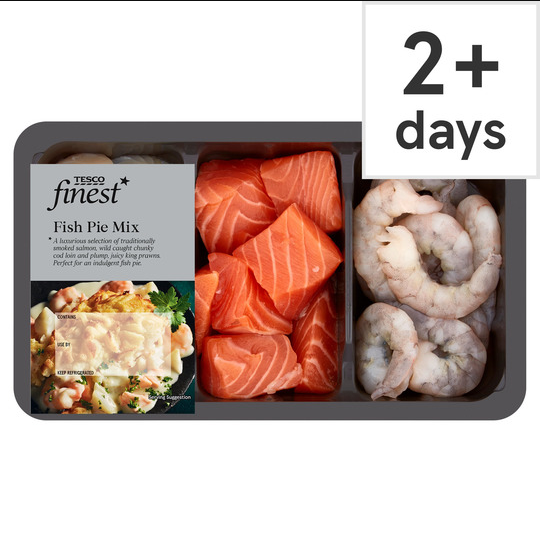 2+
days
TESCO
finest*
Fish Pie Mix
A luxurious selection of traditionally
smoked salmon, wild caught chunky
cod loin and plump, juicy king prawns.
Perfect for an indulgent fish pie.
CONTAINS
USE BY
KEEP REFRIGERATED
Serving Suggestion